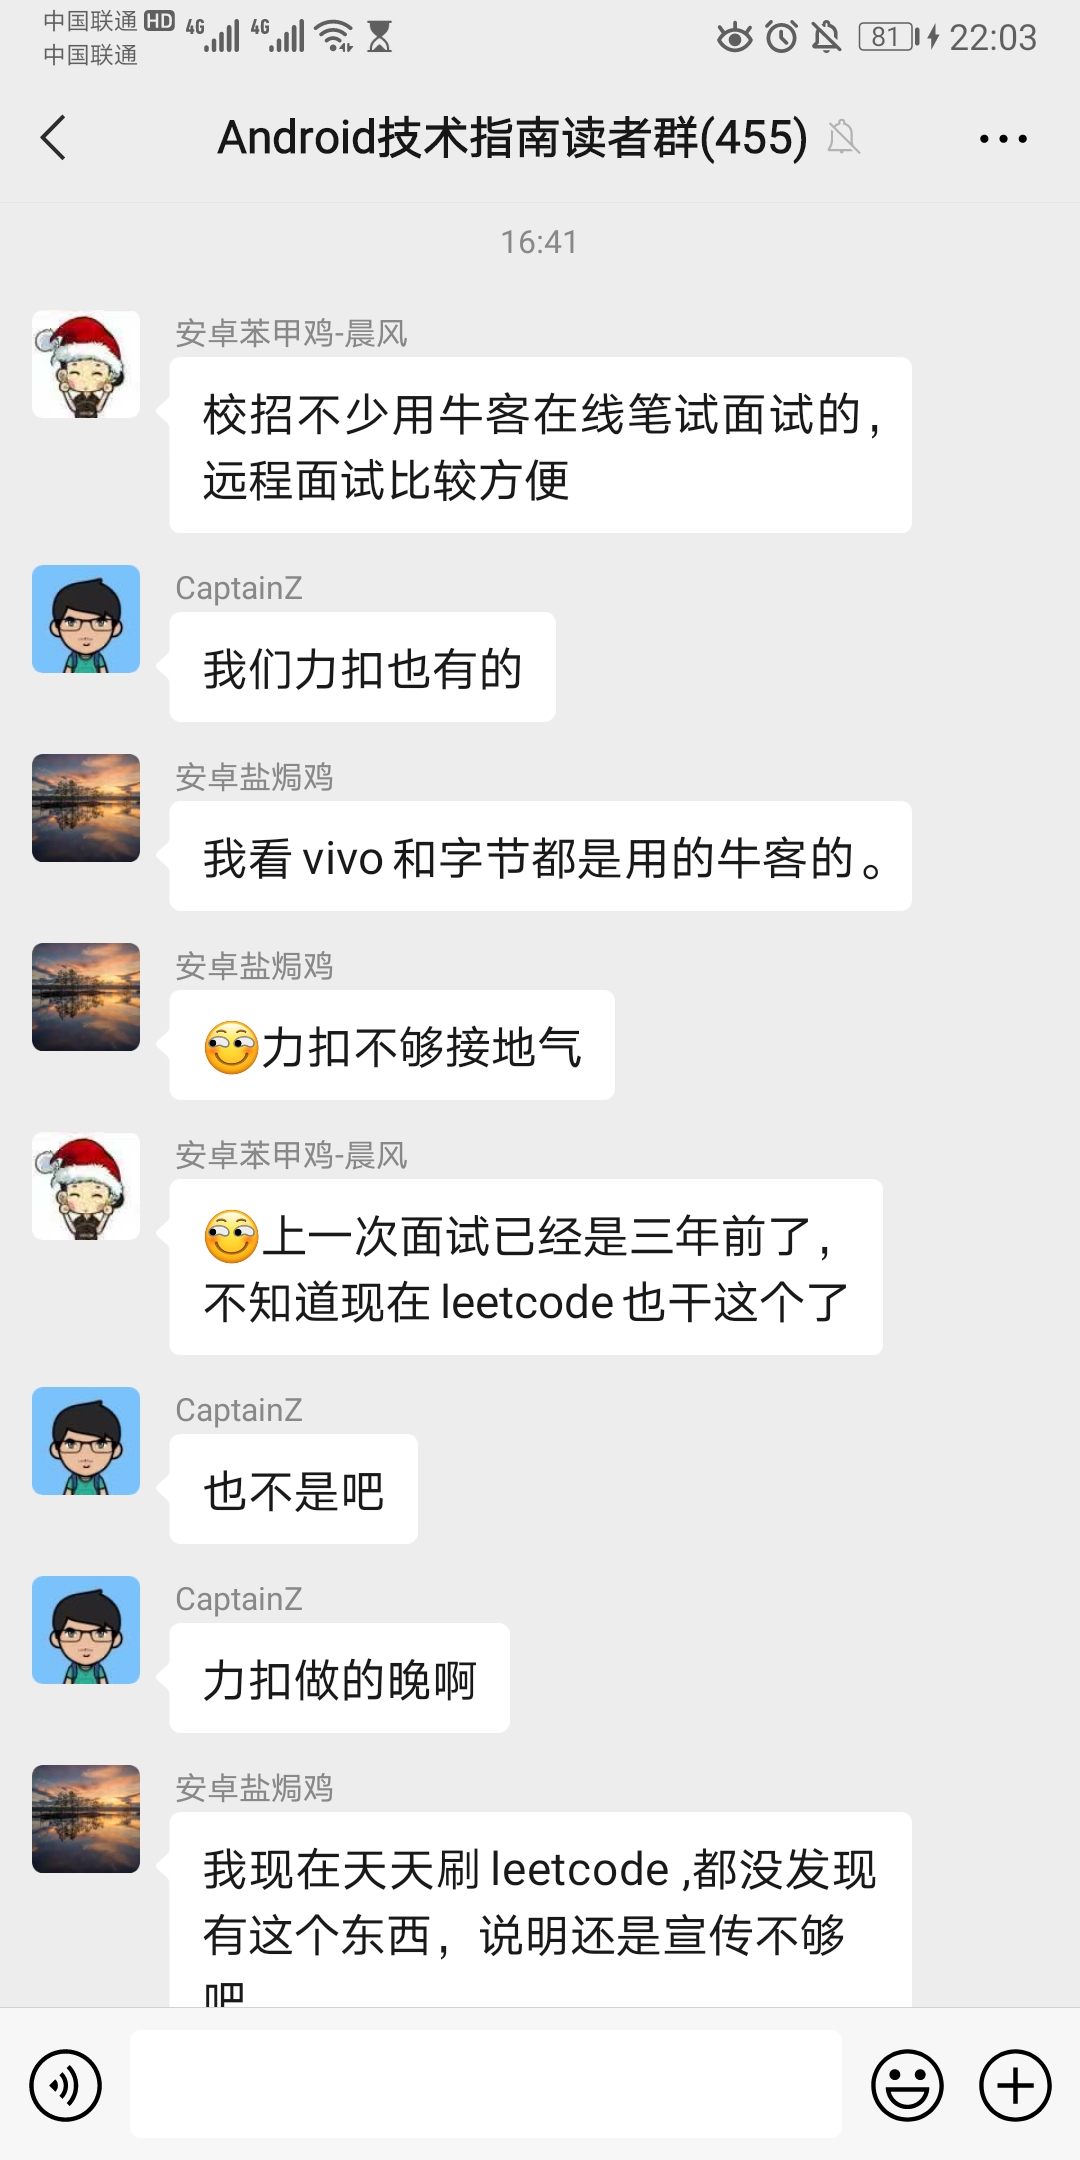 中国联通 HD 4G 4G 81 22:03
中国联通
Android技术指南读者群(455)
16:41
安卓苯甲鸡-晨风
校招不少用牛客在线笔试面试的，
远程面试比较方便
CaptainZ
我们力扣也有的
安卓盐焗鸡
我看 vivo 和字节都是用的牛客的。
安卓盐焗鸡
力扣不够接地气
安卓苯甲鸡-晨风
上一次面试已经是三年前了，
不知道现在 leetcode 也干这个了
CaptainZ
也不是吧
CaptainZ
力扣做的晚啊
安卓盐焗鸡
我现在天天刷 leetcode ,都没发现
有这个东西，说明还是宣传不够
吧